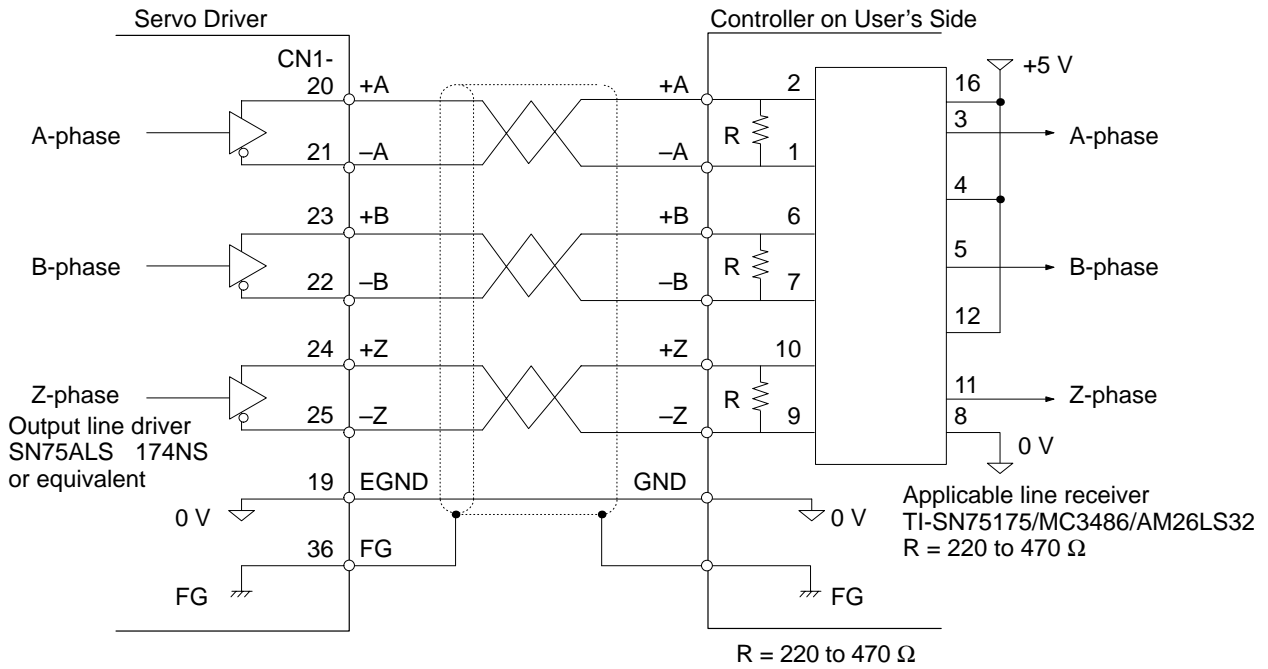 Servo Driver
Controller on User's Side
CN1-
20 +A
+A 2
16 +5 V
A-phase
R
3 A-phase
21 –A
–A 1
4
23 +B
+B 6
B-phase
R
5 B-phase
22 –B
–B 7
12
24 +Z
+Z 10
Z-phase
R
11 Z-phase
25 –Z
–Z 9
8
0 V
Output line driver
SN75ALS 174NS
or equivalent
19 EGND
GND
0 V
0 V
Applicable line receiver
TI-SN75175/MC3486/AM26LS32
R = 220 to 470 Ω
36 FG
FG
FG
R = 220 to 470 Ω